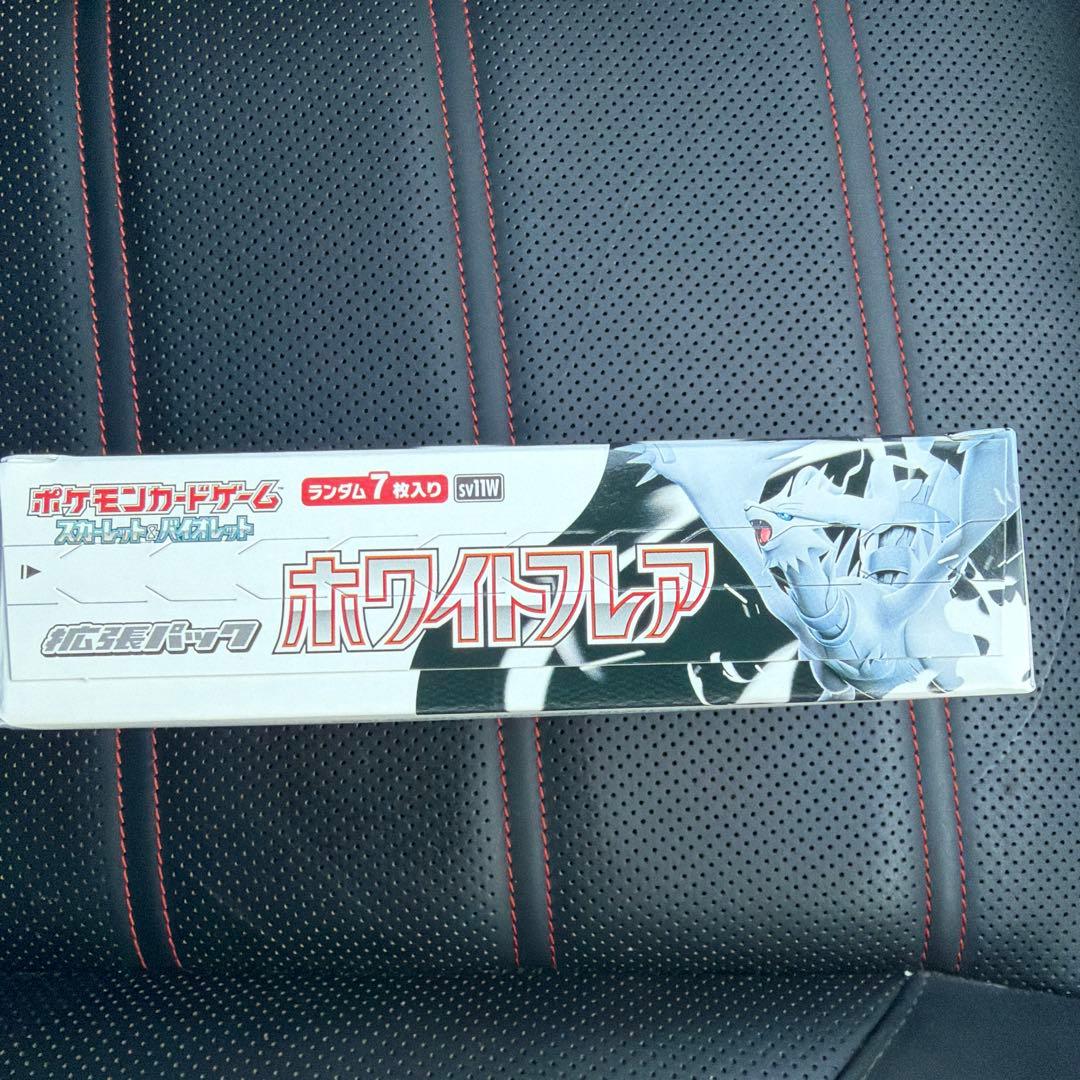 ポケモンカードゲーム
スカーレット&バイオレット
ランダム7枚入り sv11W
拡張パック ホワイトフレア